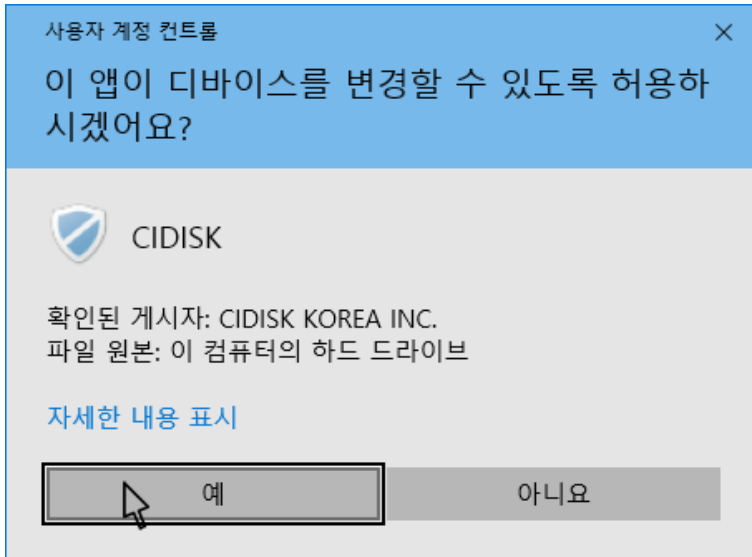 사용자 계정 컨트롤
이 앱이 디바이스를 변경할 수 있도록 허용하
시겠어요?
CIDISK
확인된 게시자: CIDISK KOREA INC.
파일 원본: 이 컴퓨터의 하드 드라이브
자세한 내용 표시
예
아니요